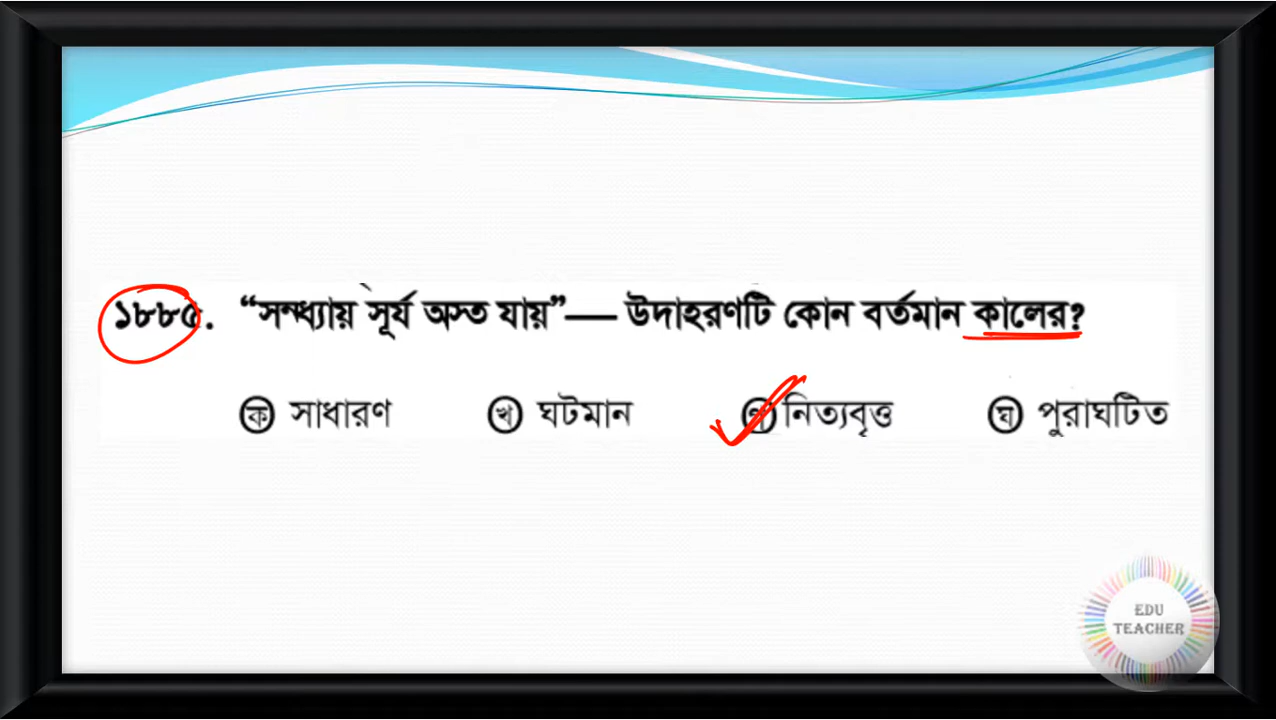 ১৮৮৫. “সন্ধ্যায় সূর্য অস্ত যায়”— উদাহরণটি কোন বর্তমান কালের?
ক সাধারণ খ ঘটমান গ নিত্যবৃত্ত ঘ পুরাঘটিত
EDU
TEACHER